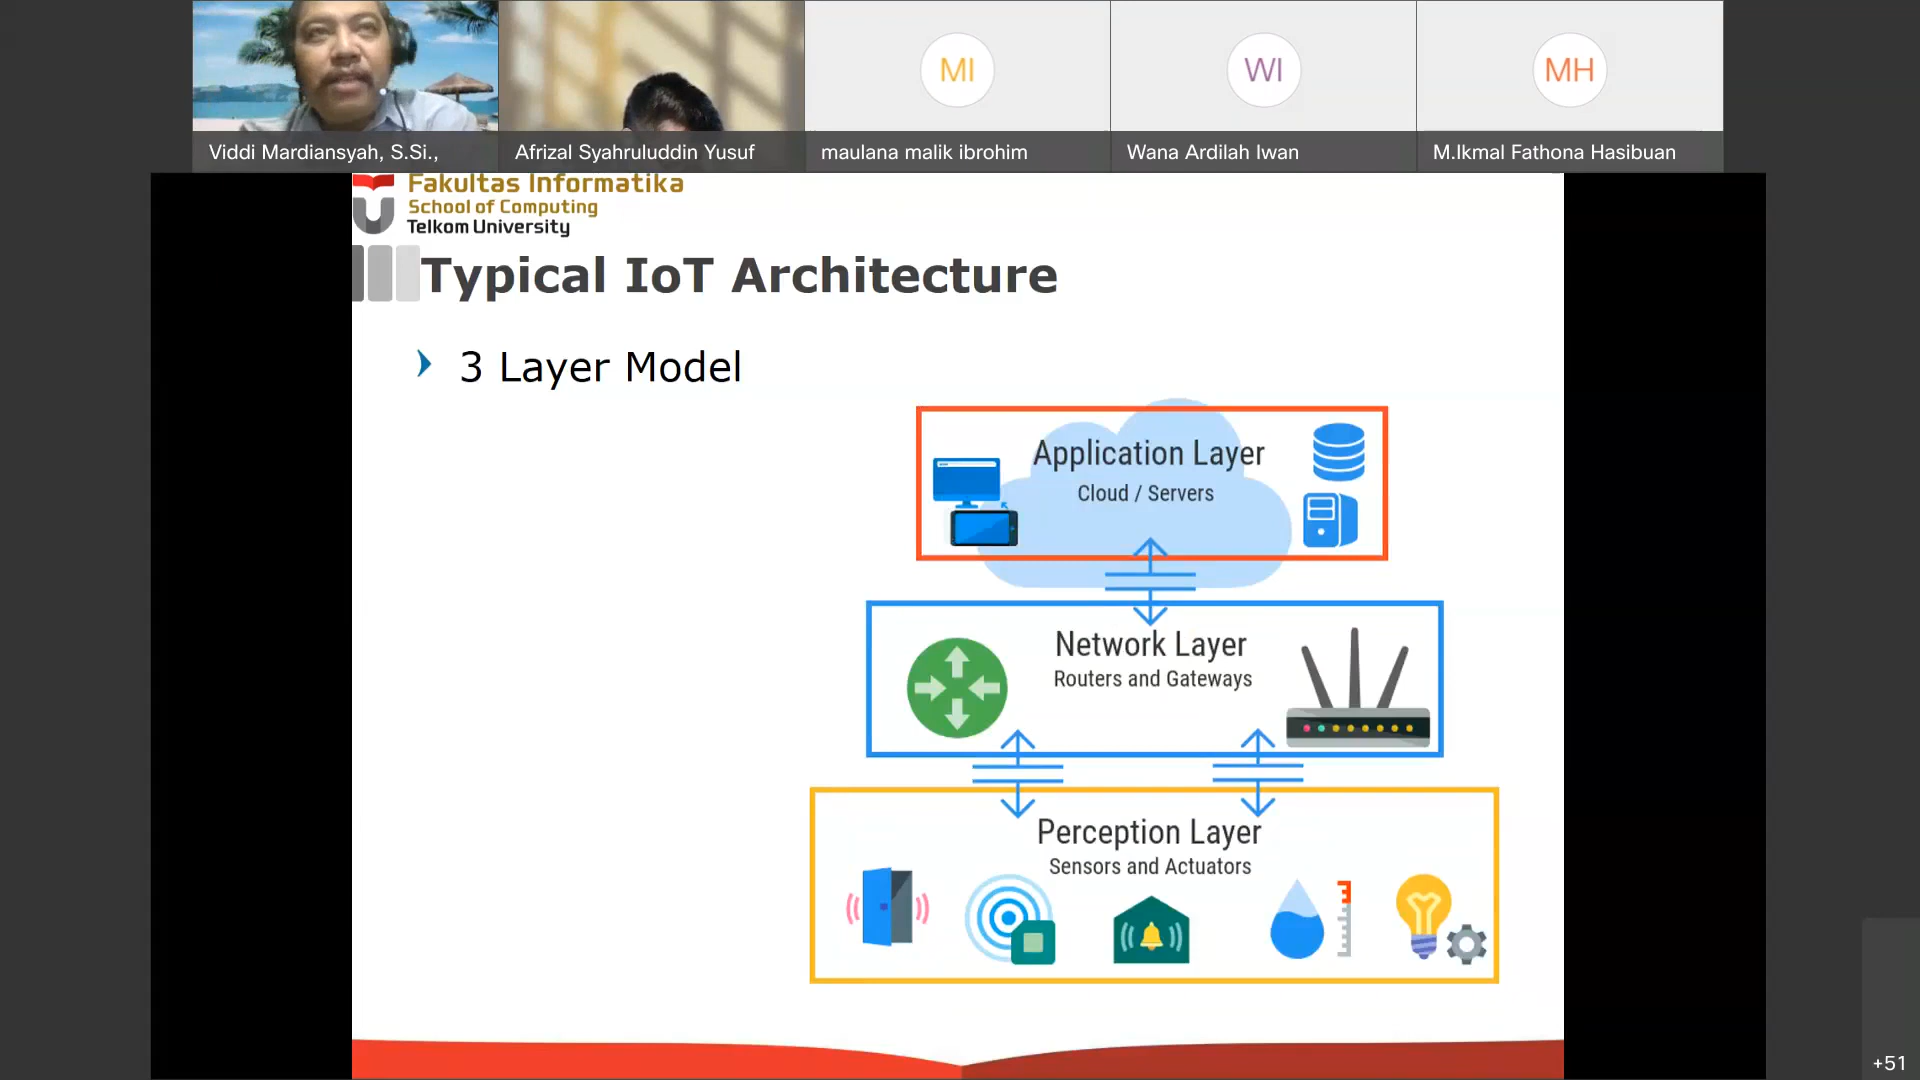 MI
WI
MH
Viddi Mardiansyah, S.Si.,
Afrizal Syahruluddin Yusuf
maulana malik ibrohim
Wana Ardilah Iwan
M.Ikmal Fathona Hasibuan
Fakultas Informatika
School of Computing
Telkom University
Typical IoT Architecture
3 Layer Model
Application Layer
Cloud / Servers
Network Layer
Routers and Gateways
Perception Layer
Sensors and Actuators
+51